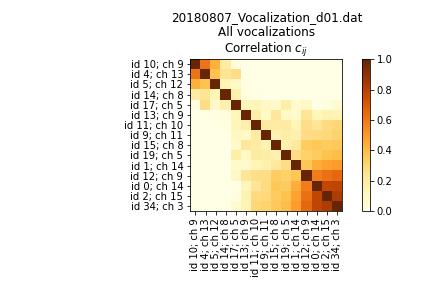 20180807_Vocalization_d01.dat
All vocalizations
Correlation c_ij
id 10; ch 9
id 4; ch 13
id 5; ch 12
id 14; ch 8
id 17; ch 5
id 13; ch 9
id 11; ch 10
id 9; ch 11
id 15; ch 8
id 19; ch 5
id 1; ch 14
id 12; ch 9
id 0; ch 14
id 2; ch 15
id 34; ch 3
1.0
0.8
0.6
0.4
0.2
0.0
id 10; ch 9
id 4; ch 13
id 5; ch 12
id 14; ch 8
id 17; ch 5
id 13; ch 9
id 11; ch 10
id 9; ch 11
id 15; ch 8
id 19; ch 5
id 1; ch 14
id 12; ch 9
id 0; ch 14
id 2; ch 15
id 34; ch 3